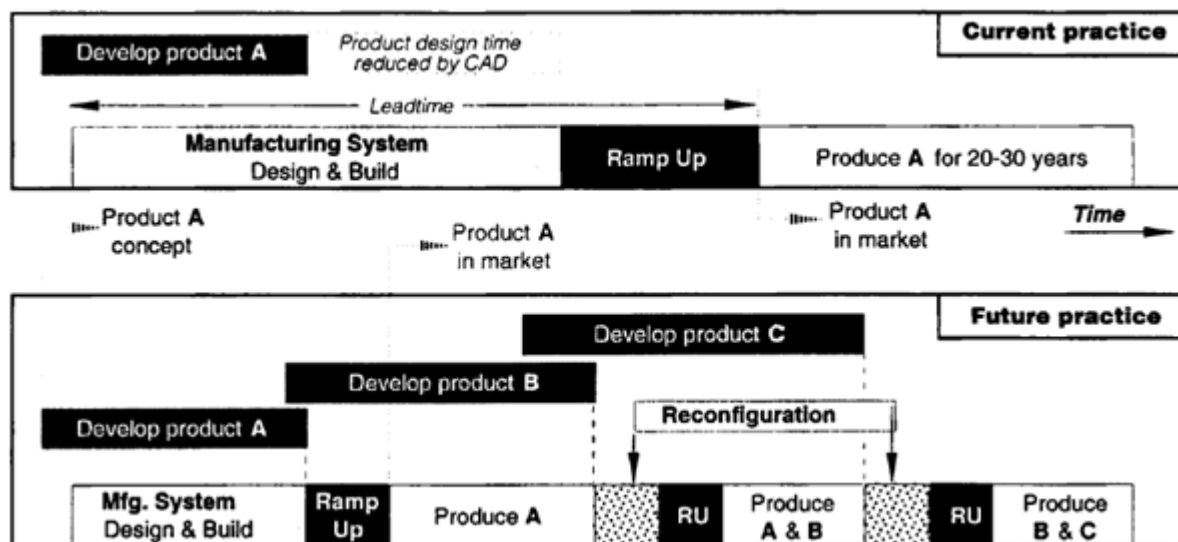 Current practice
Develop product A
Product design time
reduced by CAD
Leadtime
Manufacturing System
Design & Build
Ramp Up
Produce A for 20-30 years
Product A
concept
Product A
in market
Product A
in market
Time
Future practice
Develop product C
Develop product B
Develop product A
Reconfiguration
Mfg. System
Design & Build
Ramp
Up
Produce A
RU
Produce
A & B
RU
Produce
B & C